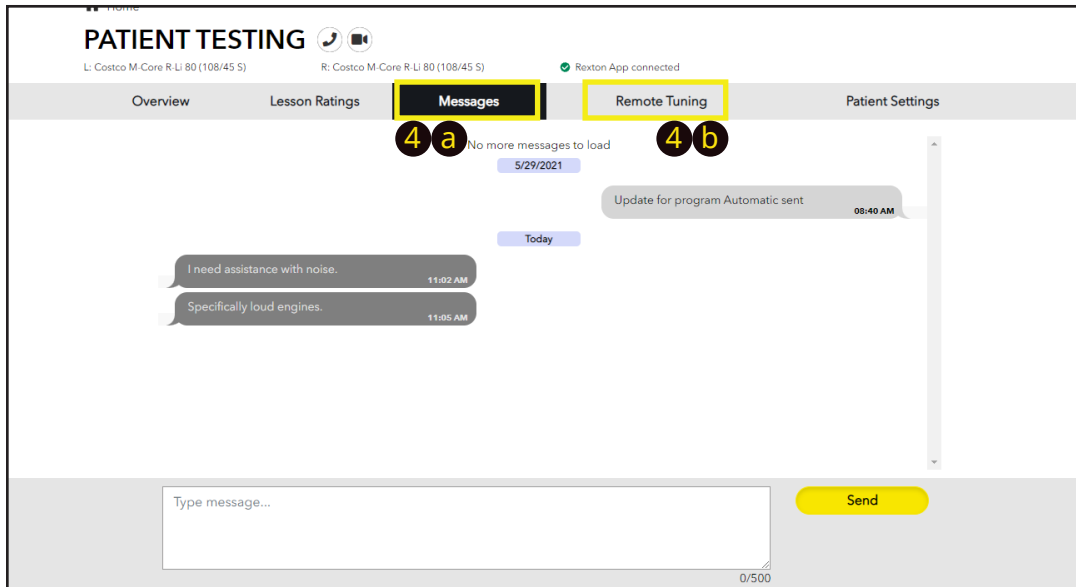 Home
PATIENT TESTING
L: Costco M-Core R-Li 80 (108/45 S) R: Costco M-Core R-Li 80 (108/45 S) Rexton App connected
Overview Lesson Ratings Messages Remote Tuning Patient Settings
4 a 4 b
No more messages to load
5/29/2021
Update for program Automatic sent
08:40 AM
Today
I need assistance with noise.
11:02 AM
Specifically loud engines.
11:05 AM
Type message...
Send
0/500